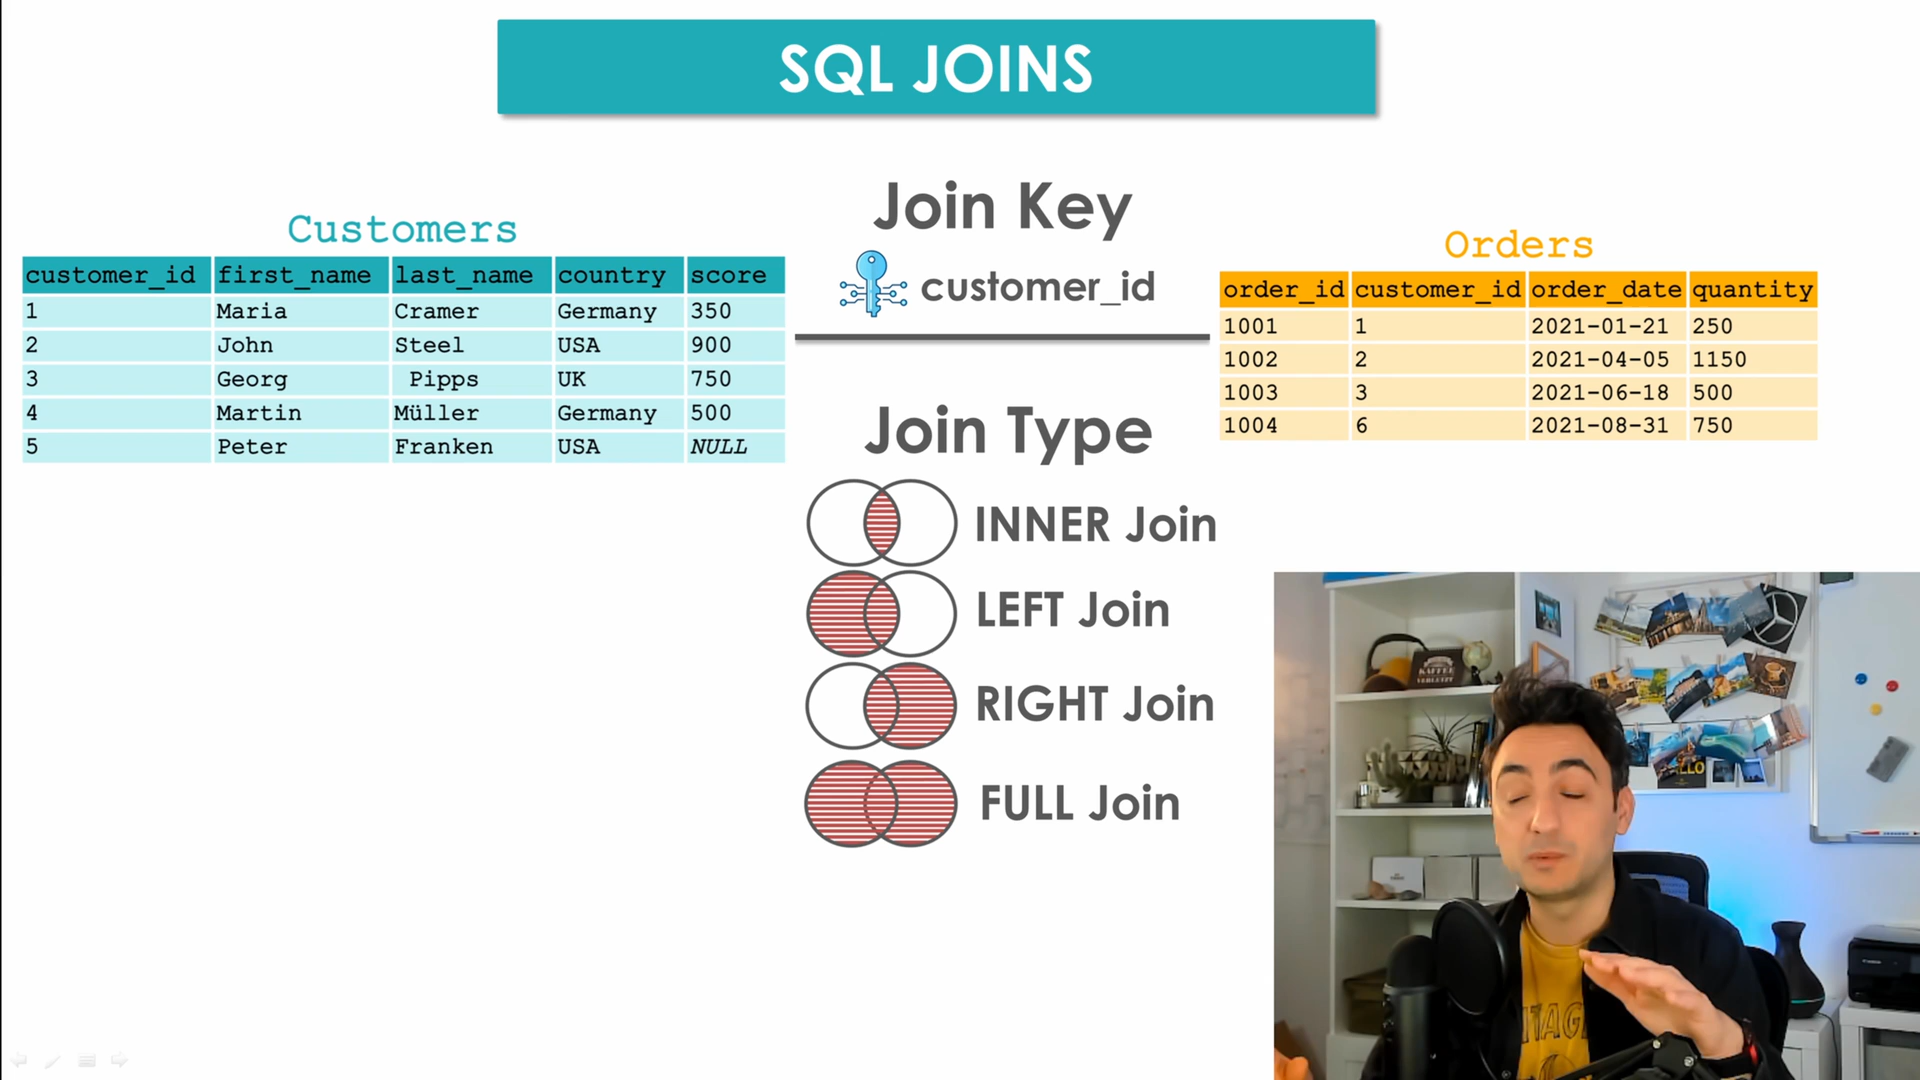 SQL JOINS
Customers
customer_id first_name last_name country score
1 Maria Cramer Germany 350
2 John Steel USA 900
3 Georg Pipps UK 750
4 Martin Müller Germany 500
5 Peter Franken USA NULL
Join Key
customer_id
Join Type
INNER Join
LEFT Join
RIGHT Join
FULL Join
Orders
order_id customer_id order_date quantity
1001 1 2021-01-21 250
1002 2 2021-04-05 1150
1003 3 2021-06-18 500
1004 6 2021-08-31 750
KAFFEE